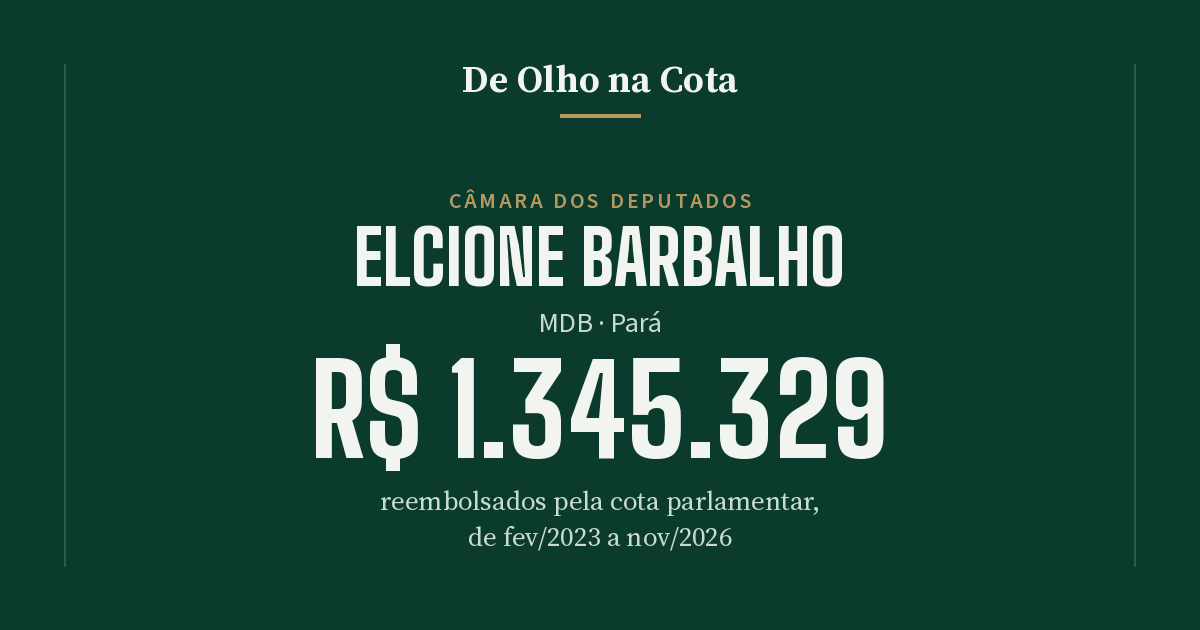 De Olho na Cota
CÂMARA DOS DEPUTADOS
ELCIONE BARBALHO
MDB · Pará
R$ 1.345.329
reembolsados pela cota parlamentar,
de fev/2023 a nov/2026